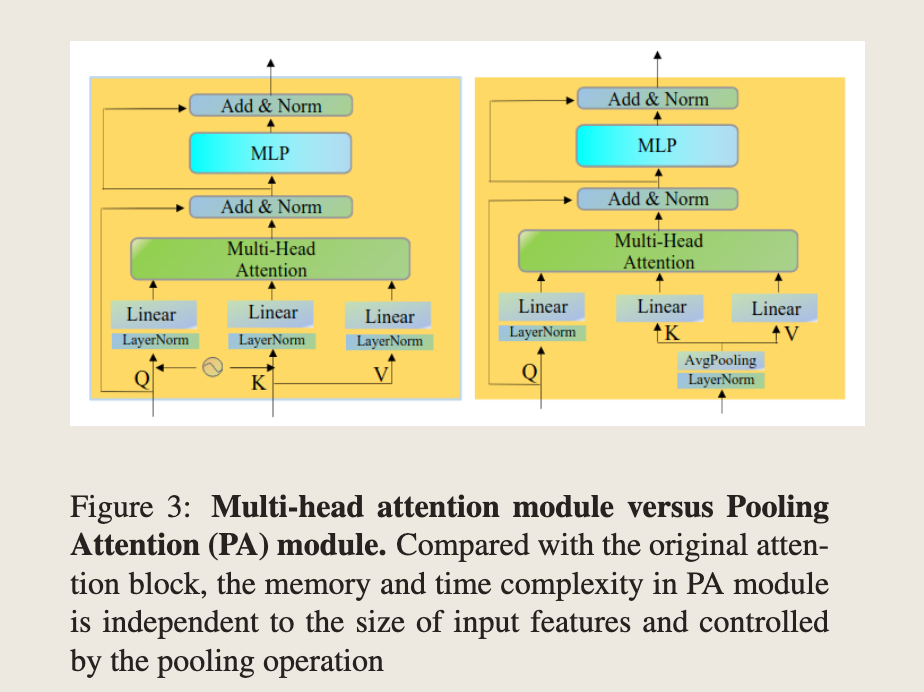 Add & Norm
MLP
Add & Norm
Multi-Head
Attention
Linear Linear Linear
LayerNorm LayerNorm LayerNorm
Q K V
Add & Norm
MLP
Add & Norm
Multi-Head
Attention
Linear Linear Linear
LayerNorm K V
AvgPooling
Q LayerNorm
Figure 3: Multi-head attention module versus Pooling
Attention (PA) module. Compared with the original atten-
tion block, the memory and time complexity in PA module
is independent to the size of input features and controlled
by the pooling operation